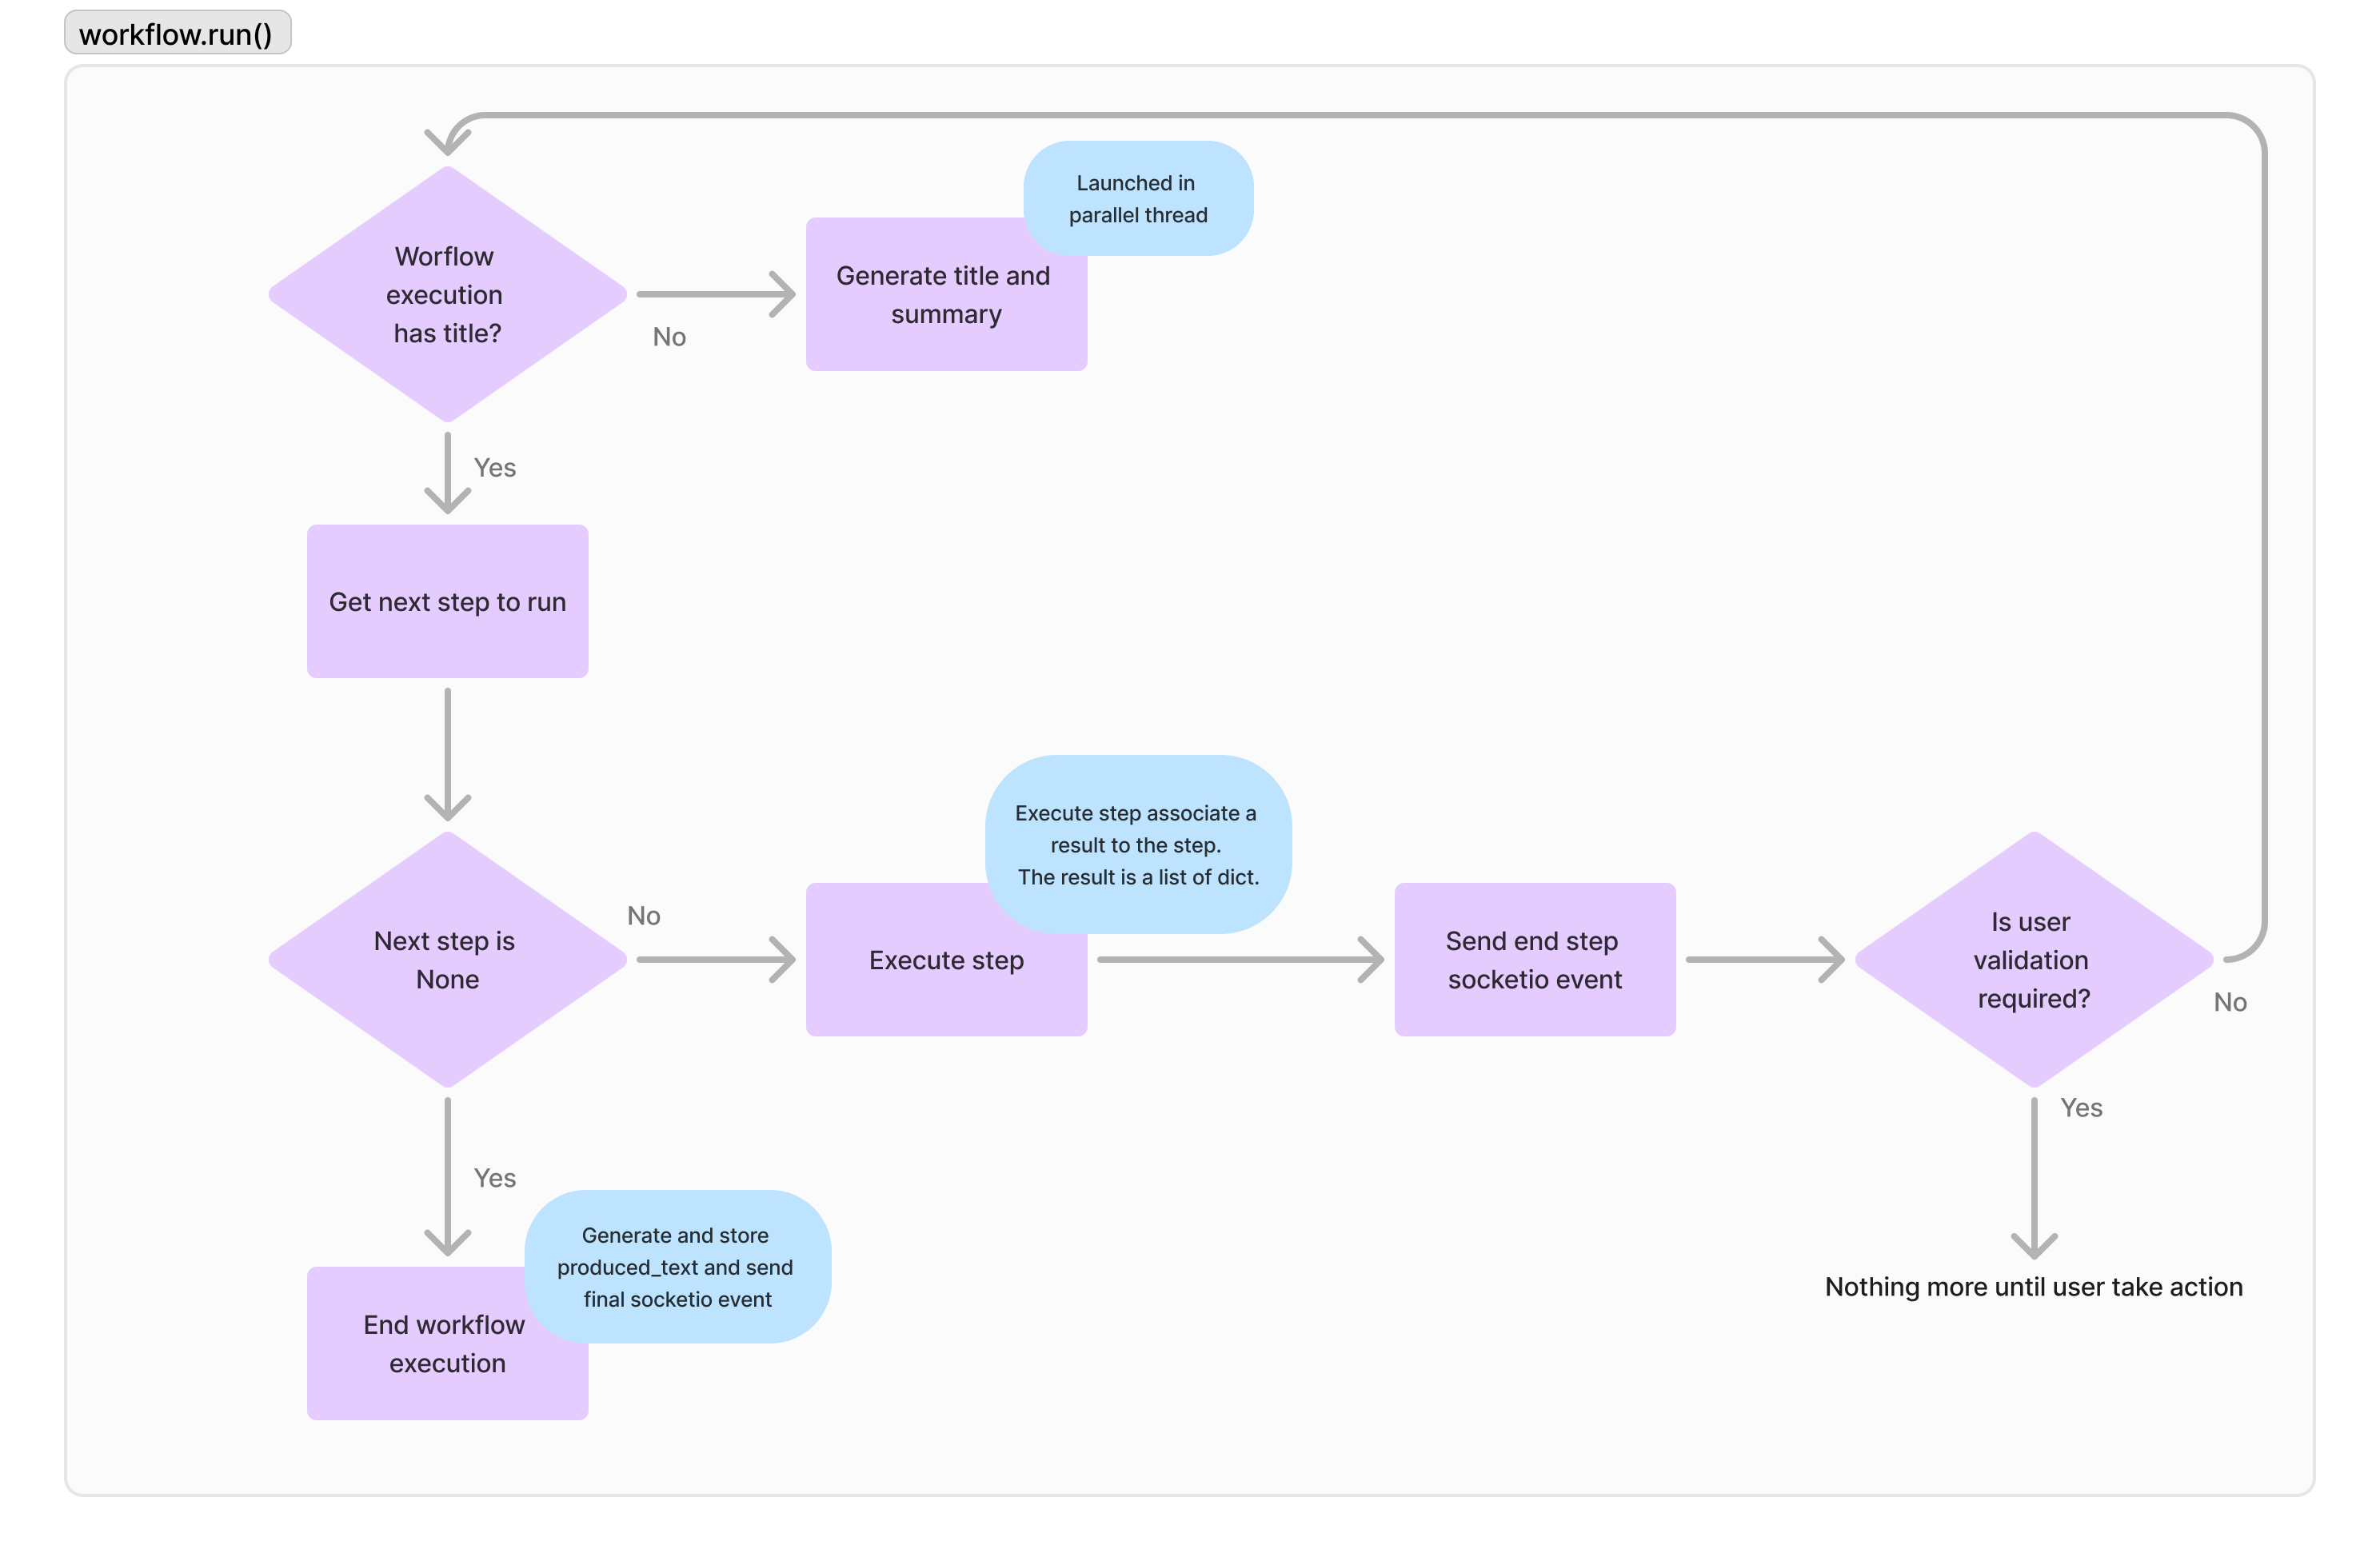 workflow.run()
Launched in
parallel thread
Worflow
execution
has title?
Generate title and
summary
No
Yes
Get next step to run
Execute step associate a
result to the step.
The result is a list of dict.
No
Next step is
None
Execute step
Send end step
socketio event
Is user
validation
required?
No
Yes
Yes
Generate and store
produced_text and send
final socketio event
Nothing more until user take action
End workflow
execution